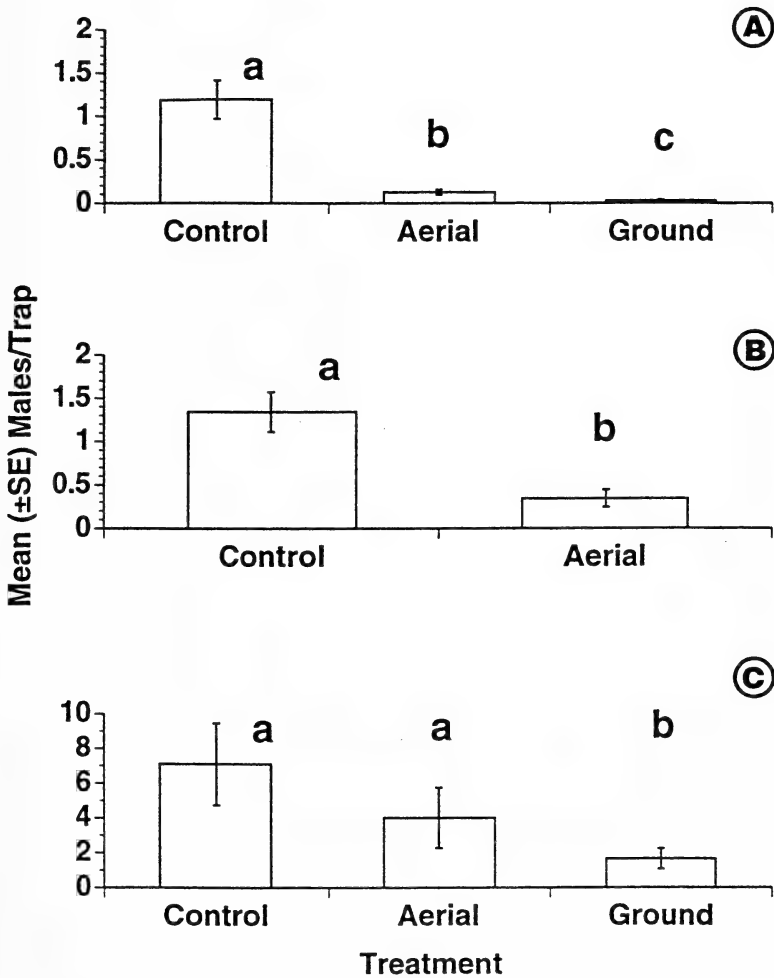 A
2
1.5
1
0.5
0
a
b
c
Control Aerial Ground
Mean (±SE) Males/Trap
B
2
1.5
1
0.5
0
a
b
Control Aerial
C
10
8
6
4
2
0
a
a
b
Control Aerial Ground
Treatment